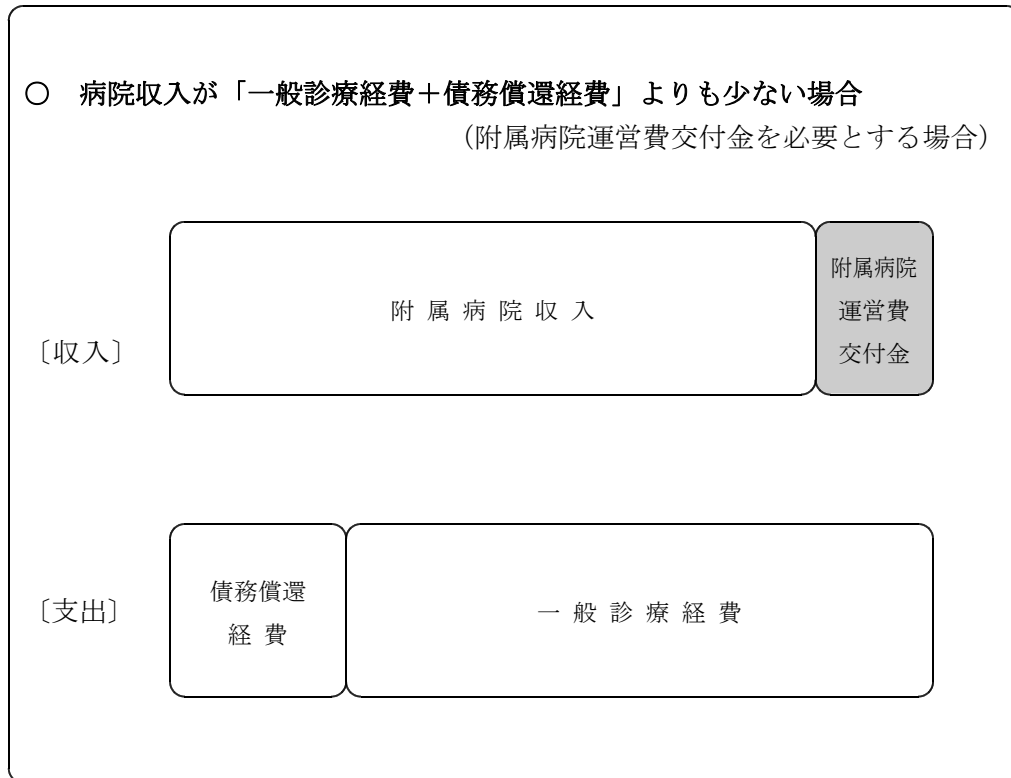 ○ 病院収入が「一般診療経費＋債務償還経費」よりも少ない場合
（附属病院運営費交付金を必要とする場合）
〔収入〕
附属病院収入
附属病院
運営費
交付金
〔支出〕
債務償還
経費
一般診療経費